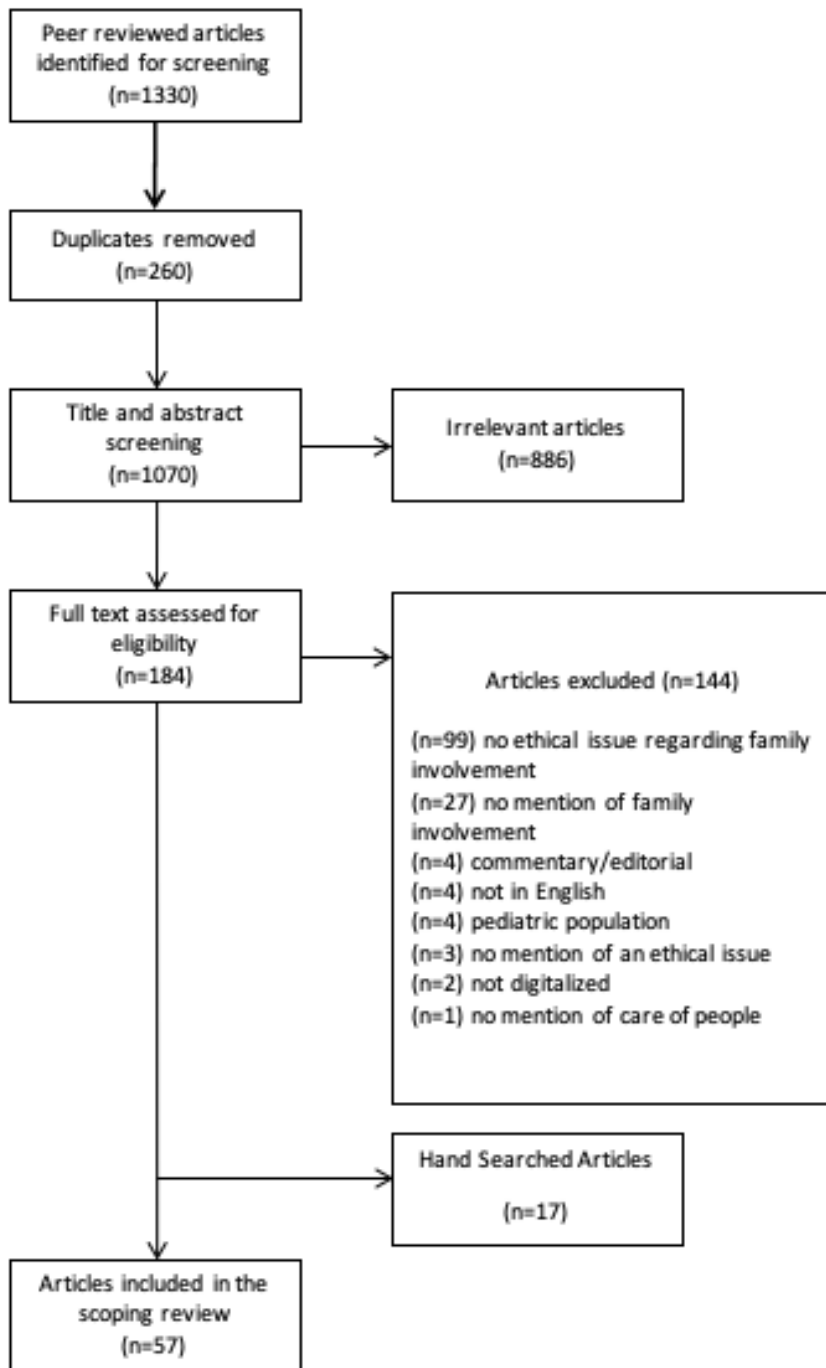 Peer reviewed articles
identified for screening
(n=1330)
Duplicates removed
(n=260)
Title and abstract
screening
(n=1070)
Irrelevant articles
(n=886)
Full text assessed for
eligibility
(n=184)
Articles excluded (n=144)
(n=99) no ethical issue regarding family
involvement
(n=27) no mention of family
involvement
(n=4) commentary/editorial
(n=4) not in English
(n=4) pediatric population
(n=3) no mention of an ethical issue
(n=2) not digitalized
(n=1) no mention of care of people
Hand Searched Articles
(n=17)
Articles included in the
scoping review
(n=57)